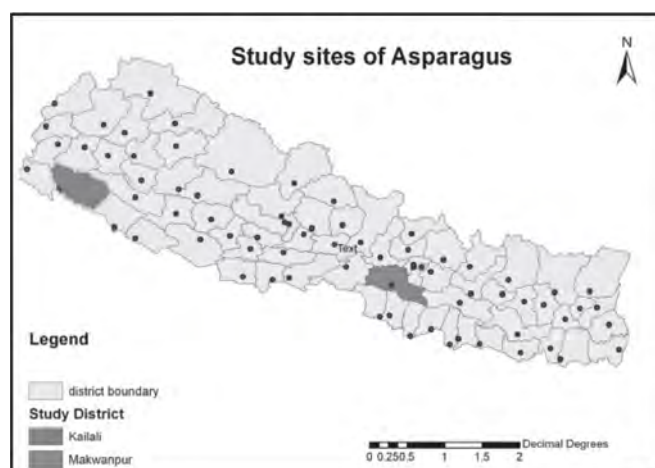 Study sites of Asparagus
N
Text
Legend
district boundary
Study District
Kailali
Makwanpur
Decimal Degrees
0 0.250.5 1 1.5 2